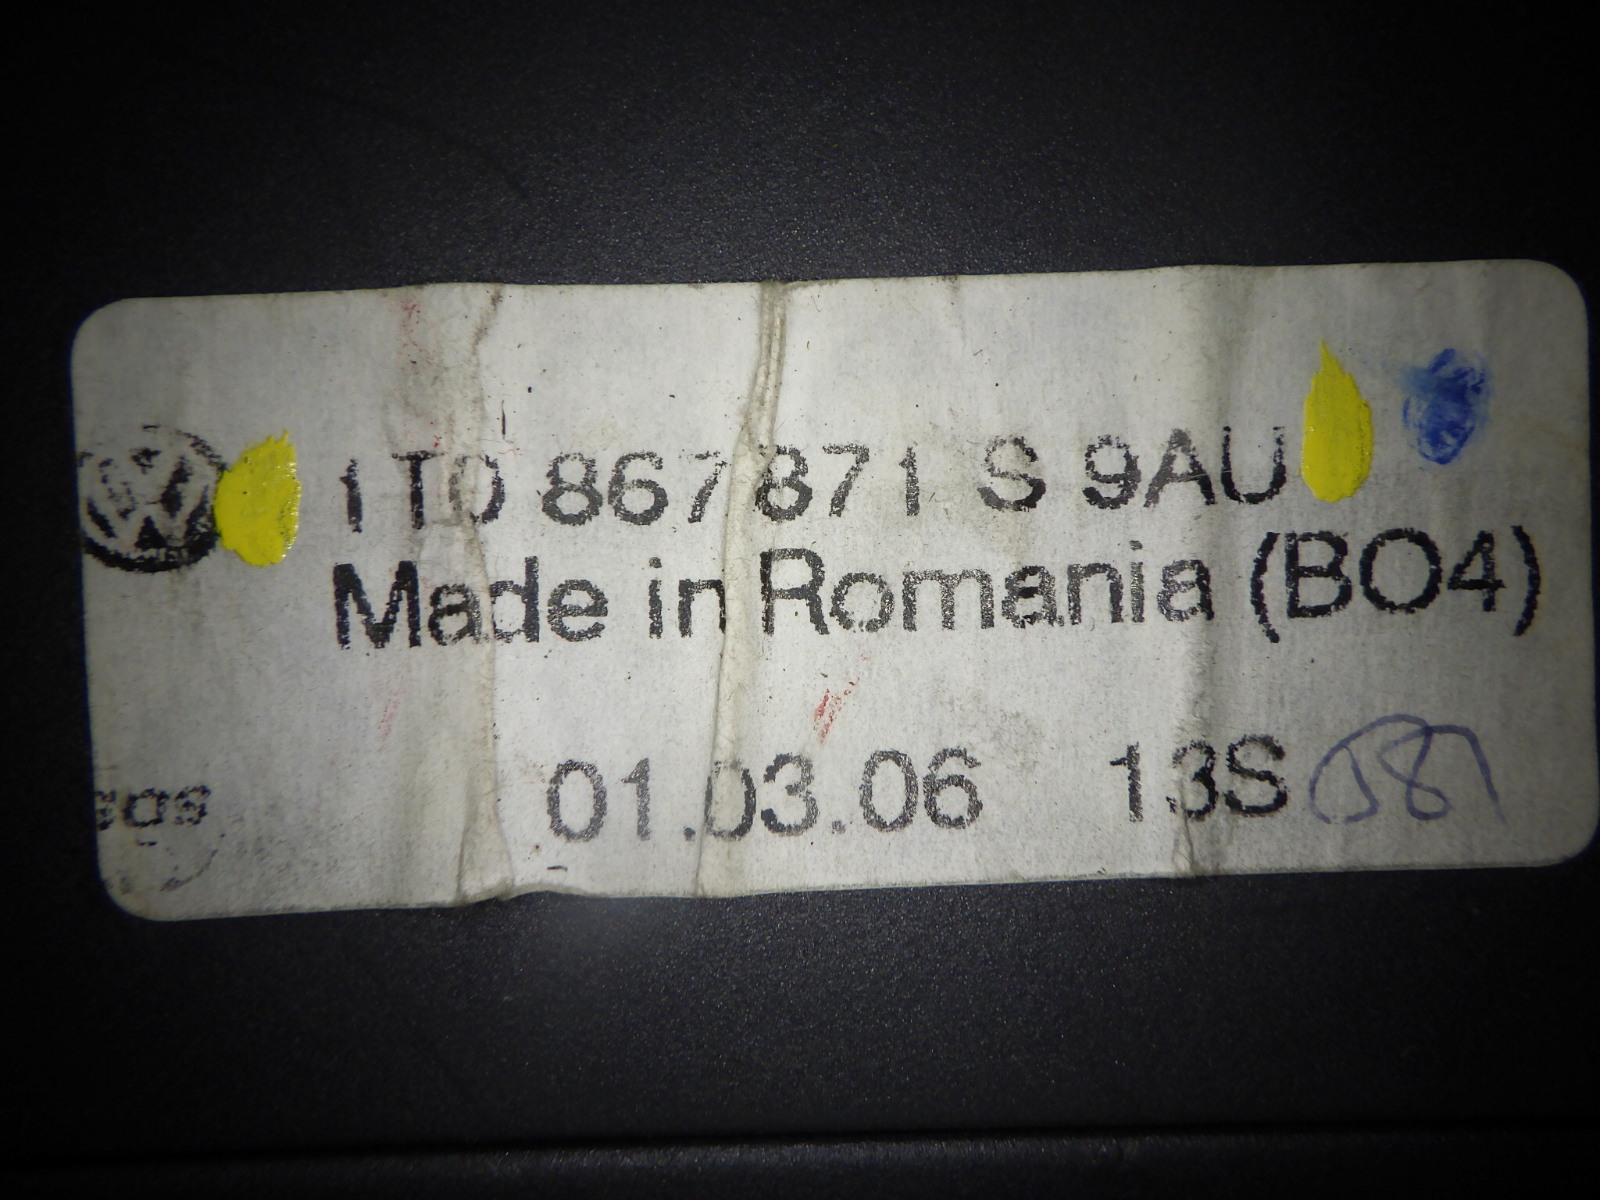 1T0 867 871 S 9AU
Made in Romania (BO4)
01.03.06 13S